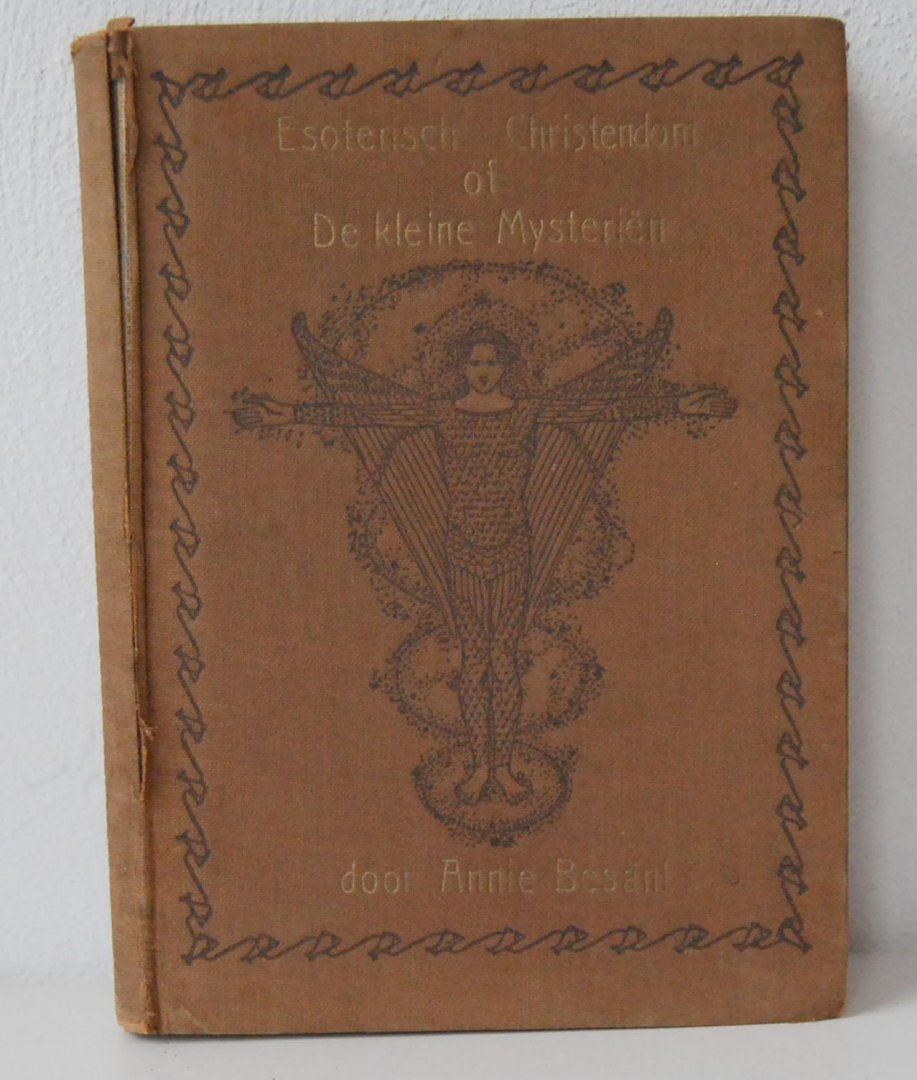 Esoterisch Christendom
of
De kleine Mysteriën
door Annie Besant